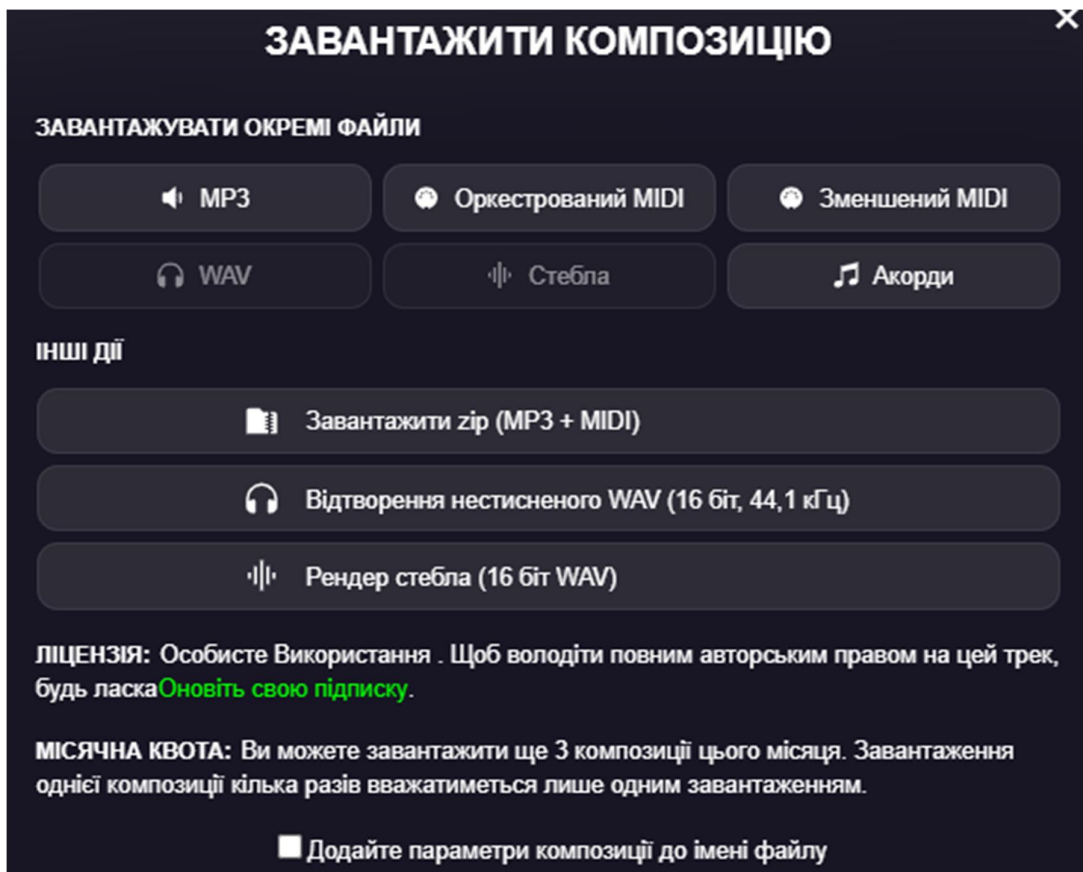 ЗАВАНТАЖИТИ КОМПОЗИЦІЮ
ЗАВАНТАЖУВАТИ ОКРЕМІ ФАЙЛИ
MP3
Оркестрований MIDI
Зменшений MIDI
WAV
Стебла
Акорди
ІНШІ ДІЇ
Завантажити zip (MP3 + MIDI)
Відтворення нестисненого WAV (16 біт, 44,1 кГц)
Рендер стебла (16 біт WAV)
ЛІЦЕНЗІЯ: Особисте Використання . Щоб володіти повним авторським правом на цей трек,
будь ласкаОновіть свою підписку.
МІСЯЧНА КВОТА: Ви можете завантажити ще 3 композиції цього місяця. Завантаження
однієї композиції кілька разів вважатиметься лише одним завантаженням.
Додайте параметри композиції до імені файлу